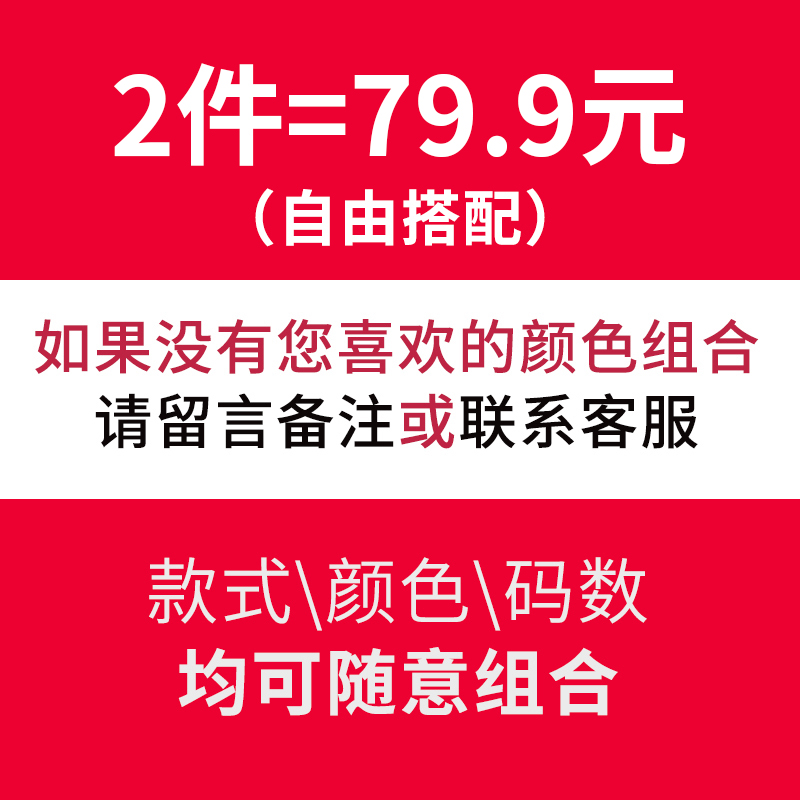 2件=79.9元
（自由搭配）
如果没有您喜欢的颜色组合
请留言备注或联系客服
款式\颜色\码数
均可随意组合